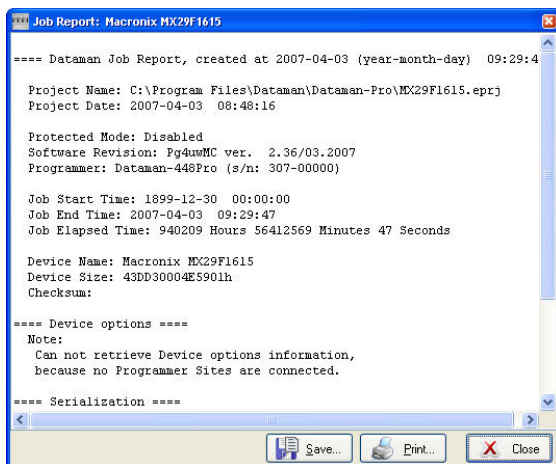 Job Report: Macronix MX29F1615
==== Dataman Job Report, created at 2007-04-03 (year-month-day)  09:29:4
Project Name: C:\Program Files\Dataman\Dataman-Pro\MX29F1615.eprj
Project Date: 2007-04-03  08:48:16
Protected Mode: Disabled
Software Revision: Pg4uwMC ver.  2.36/03.2007
Programmer: Dataman-448Pro (s/n: 307-00000)
Job Start Time: 1899-12-30  00:00:00
Job End Time: 2007-04-03  09:29:47
Job Elapsed Time: 940209 Hours 56412569 Minutes 47 Seconds
Device Name: Macronix MX29F1615
Device Size: 43DD30004E5901h
Checksum:
==== Device options ====
Note:
Can not retrieve Device options information,
because no Programmer Sites are connected.
==== Serialization ====
Save...
Print...
Close